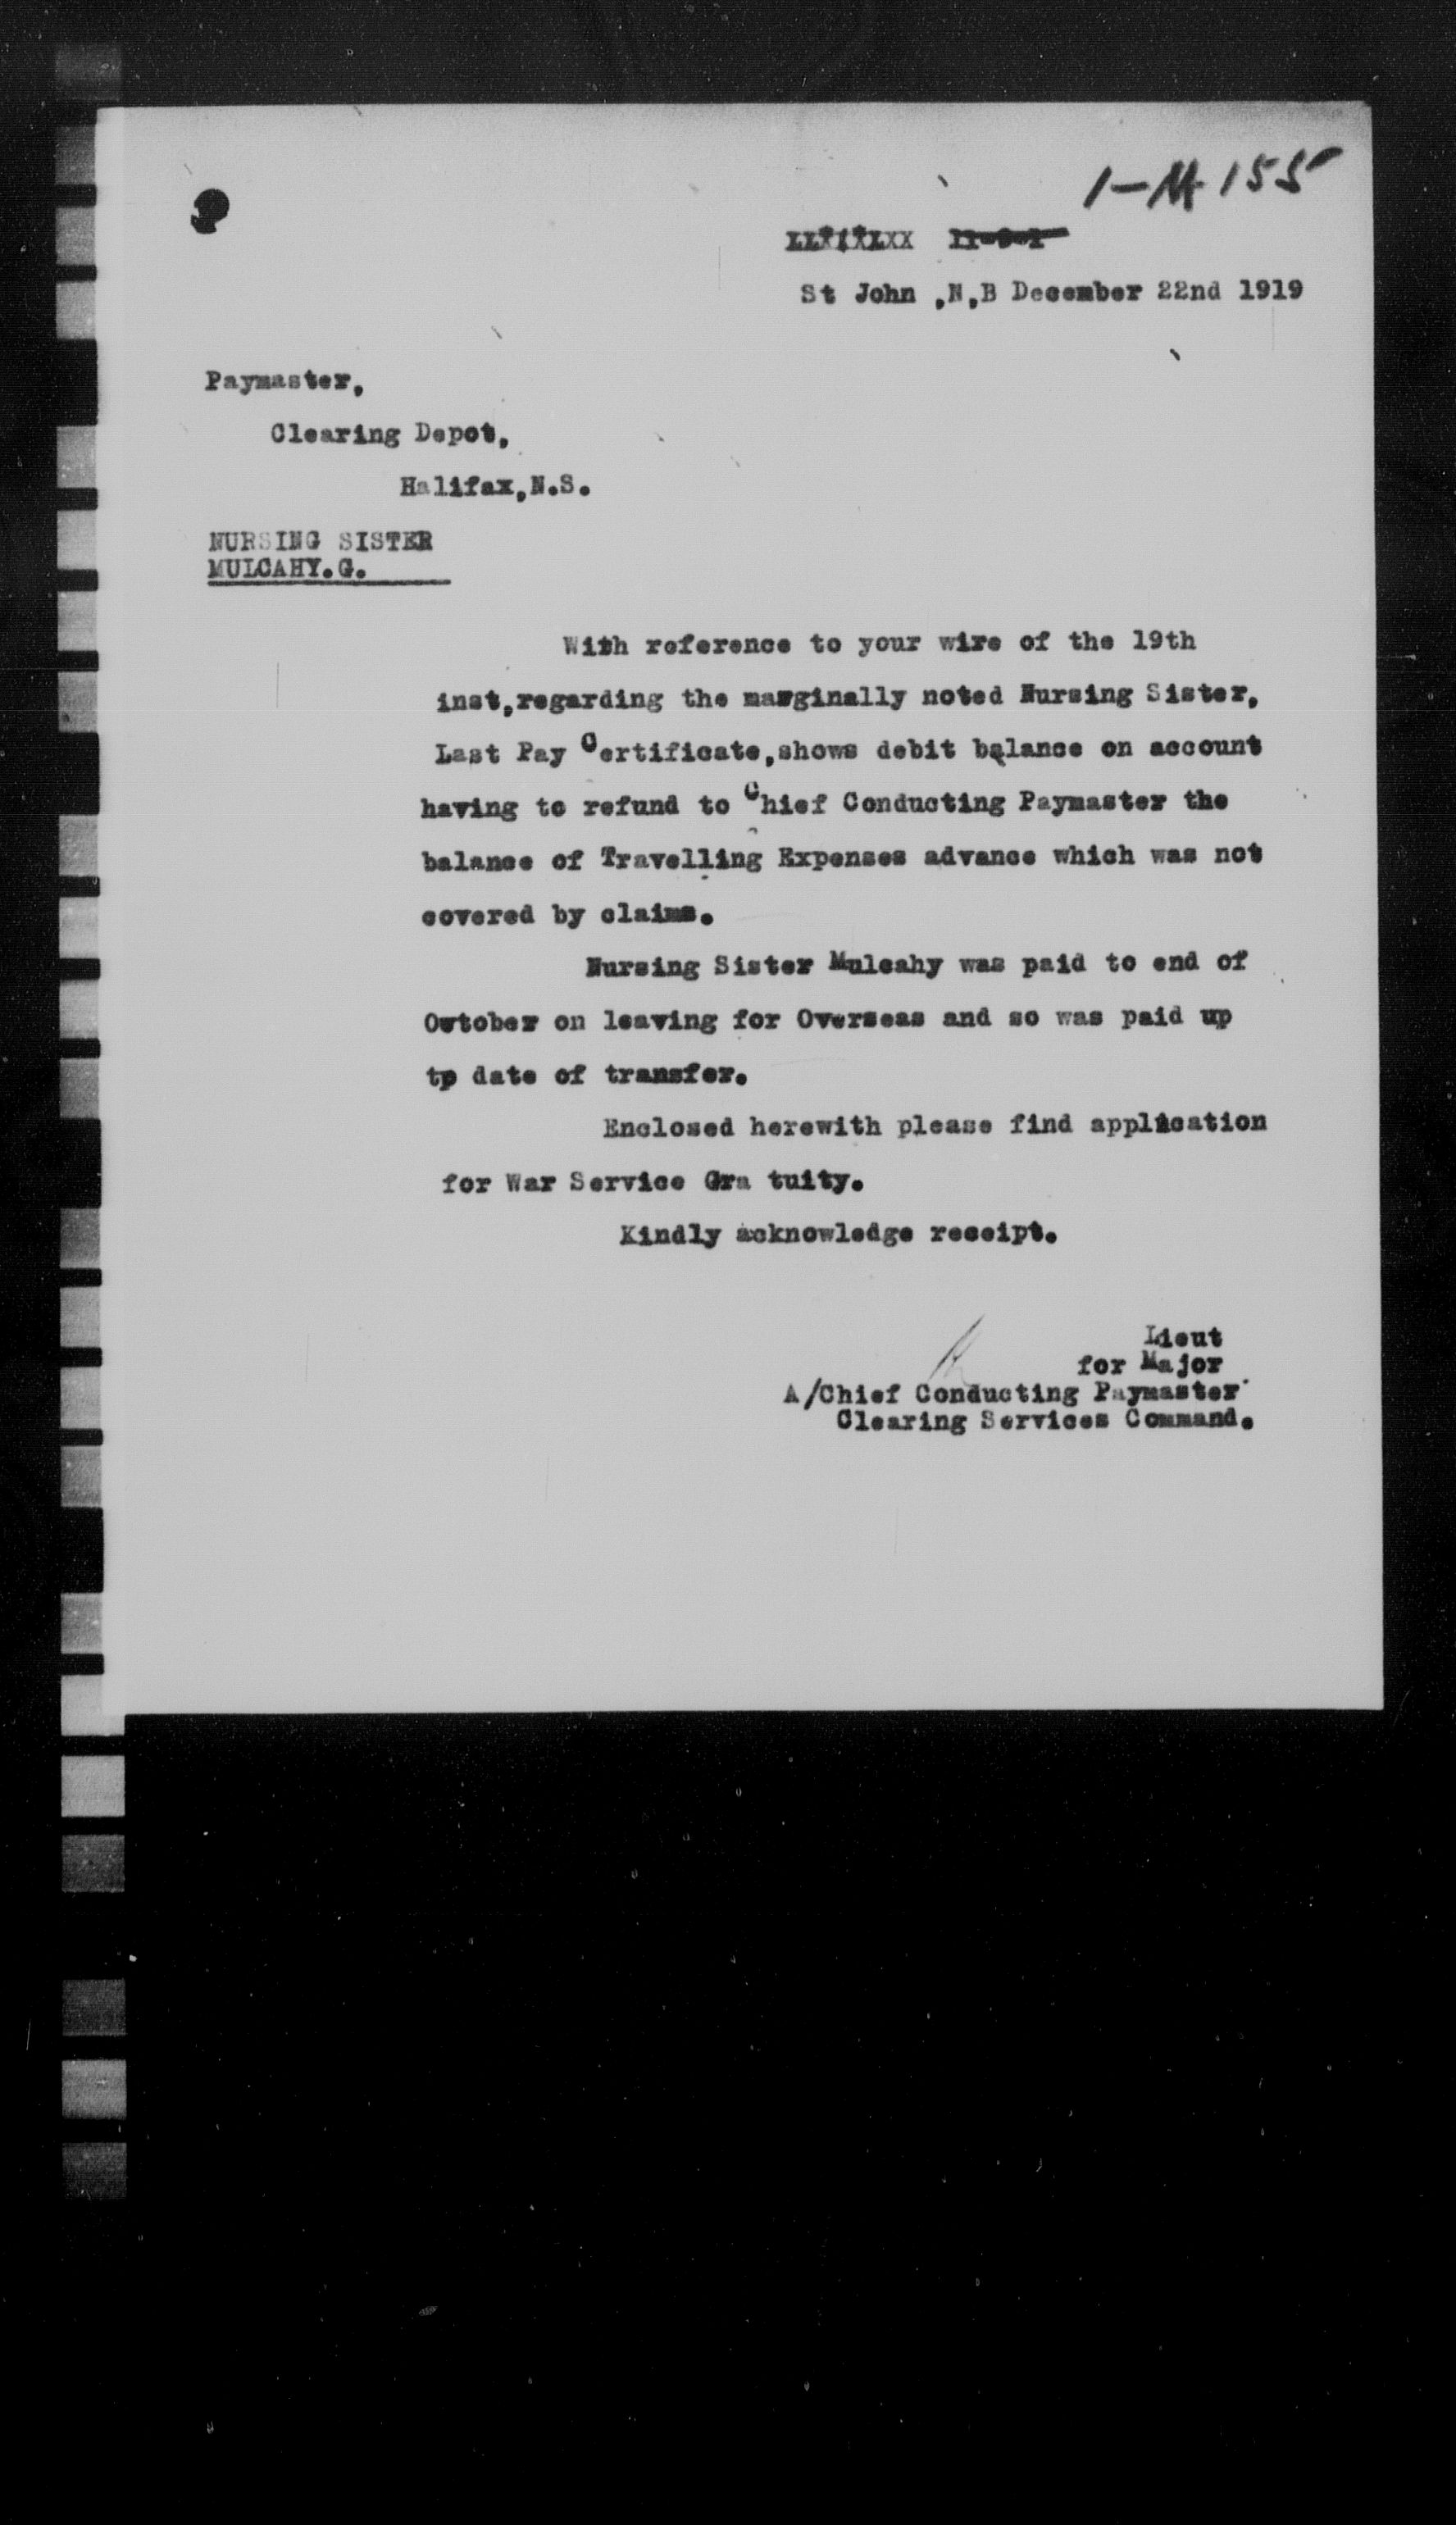 1-M 155
St John ,N,B December 22nd 1919
Paymaster,
Clearing Depot,
Halifax,N.S.
NURSING SISTER
MULCAHY.G.
With reference to your wire of the 19th
inst,regarding the marginally noted Nursing Sister,
Last Pay Certificate,shows debit balance on account
having to refund to Chief Conducting Paymaster the
balance of Travelling Expenses advance which was not
covered by claims.
Nursing Sister Mulcahy was paid to end of
October on leaving for Overseas and so was paid up
tp date of transfer.
Enclosed herewith please find application
for War Service Gra tuity.
Kindly acknowledge receipt.
Lieut
for Major
A/Chief Conducting Paymaster
Clearing Services Command.